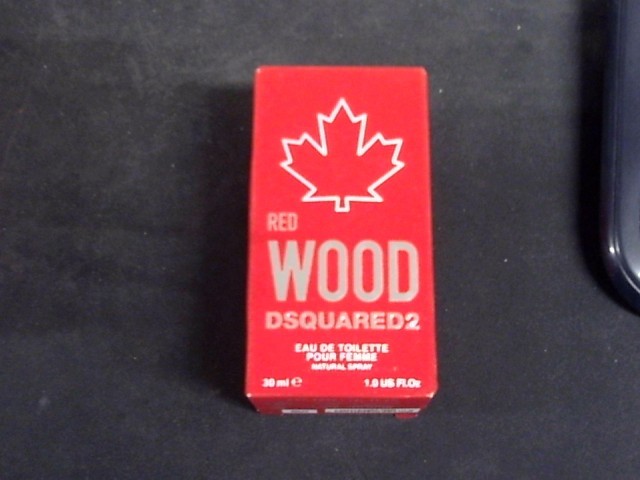 RED
WOOD
DSQUARED2
EAU DE TOILETTE
POUR FEMME
NATURAL SPRAY
30 ml e 1.0 US Fl.Oz